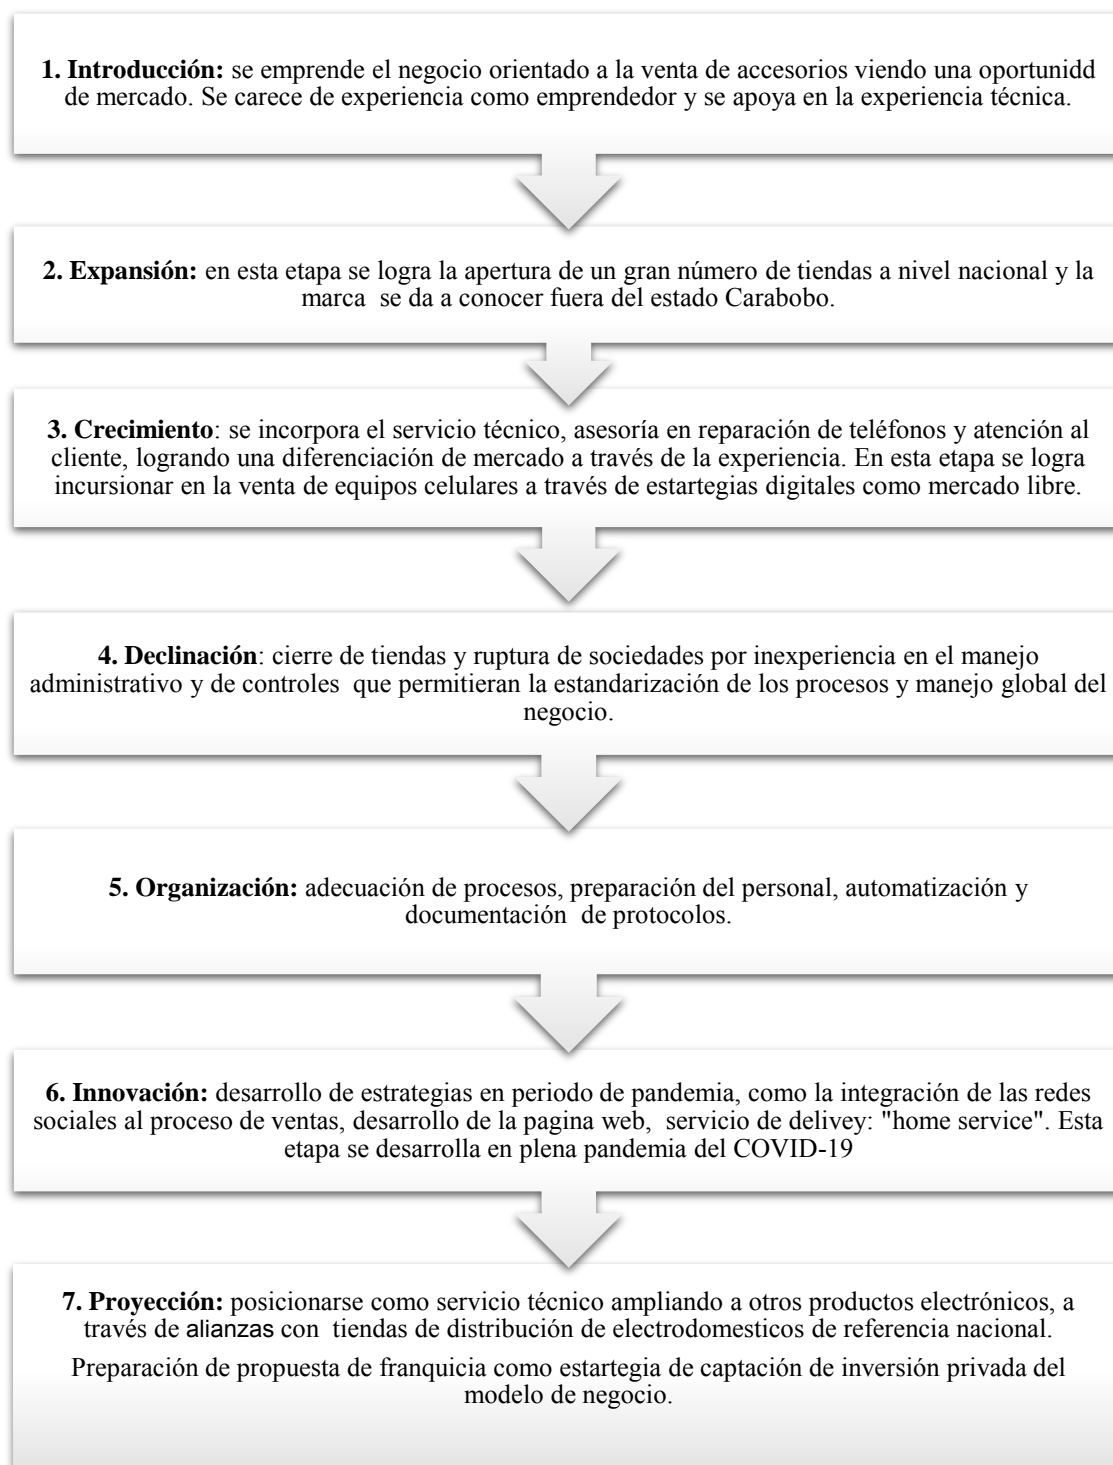 1. Introducción: se emprende el negocio orientado a la venta de accesorios viendo una oportunidd
de mercado. Se carece de experiencia como emprendedor y se apoya en la experiencia técnica.
2. Expansión: en esta etapa se logra la apertura de un gran número de tiendas a nivel nacional y la
marca se da a conocer fuera del estado Carabobo.
3. Crecimiento: se incorpora el servicio técnico, asesoría en reparación de teléfonos y atención al
cliente, logrando una diferenciación de mercado a través de la experiencia. En esta etapa se logra
incursionar en la venta de equipos celulares a través de estartegias digitales como mercado libre.
4. Declinación: cierre de tiendas y ruptura de sociedades por inexperiencia en el manejo
administrativo y de controles que permitieran la estandarización de los procesos y manejo global del
negocio.
5. Organización: adecuación de procesos, preparación del personal, automatización y
documentación de protocolos.
6. Innovación: desarrollo de estrategias en periodo de pandemia, como la integración de las redes
sociales al proceso de ventas, desarrollo de la pagina web, servicio de delivey: "home service". Esta
etapa se desarrolla en plena pandemia del COVID-19
7. Proyección: posicionarse como servicio técnico ampliando a otros productos electrónicos, a
través de alianzas con tiendas de distribución de electrodomesticos de referencia nacional.
Preparación de propuesta de franquicia como estartegia de captación de inversión privada del
modelo de negocio.